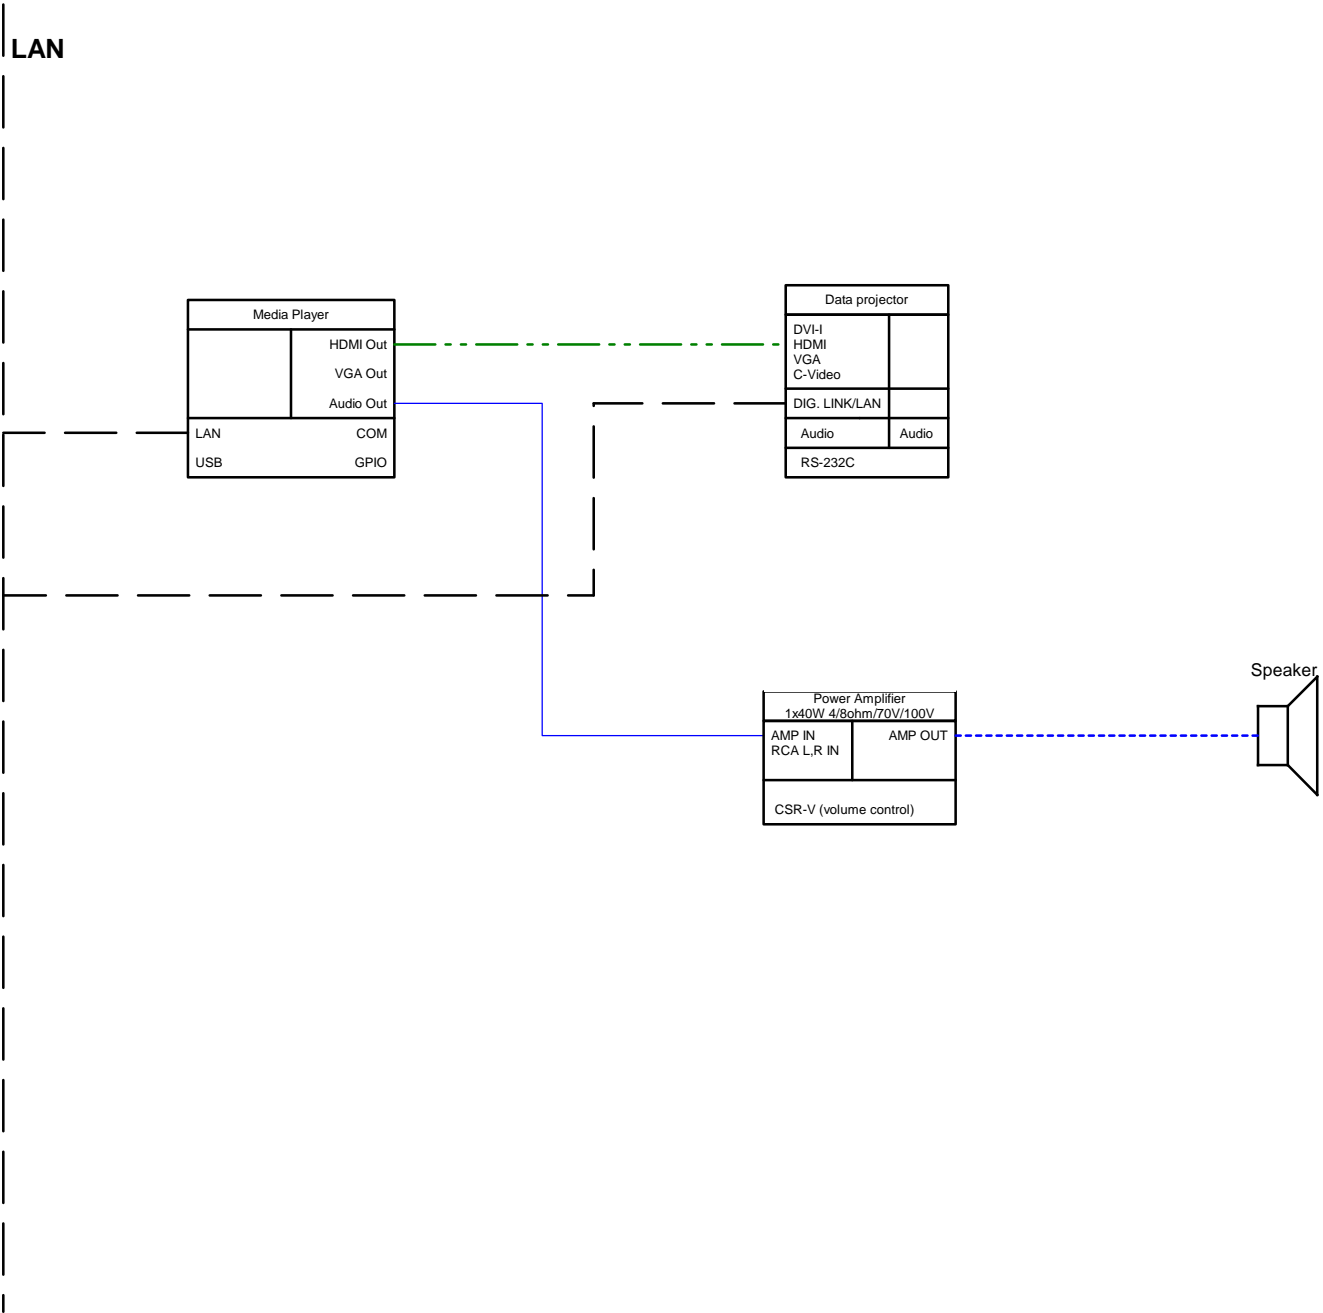 LAN
Media Player
HDMI Out
VGA Out
Audio Out
LAN
COM
USB
GPIO
Data projector
DVI-I
HDMI
VGA
C-Video
DIG. LINK/LAN
Audio
Audio
RS-232C
Speaker
Power Amplifier
1x40W 4/8ohm/70V/100V
AMP IN
AMP OUT
RCA L,R IN
CSR-V (volume control)